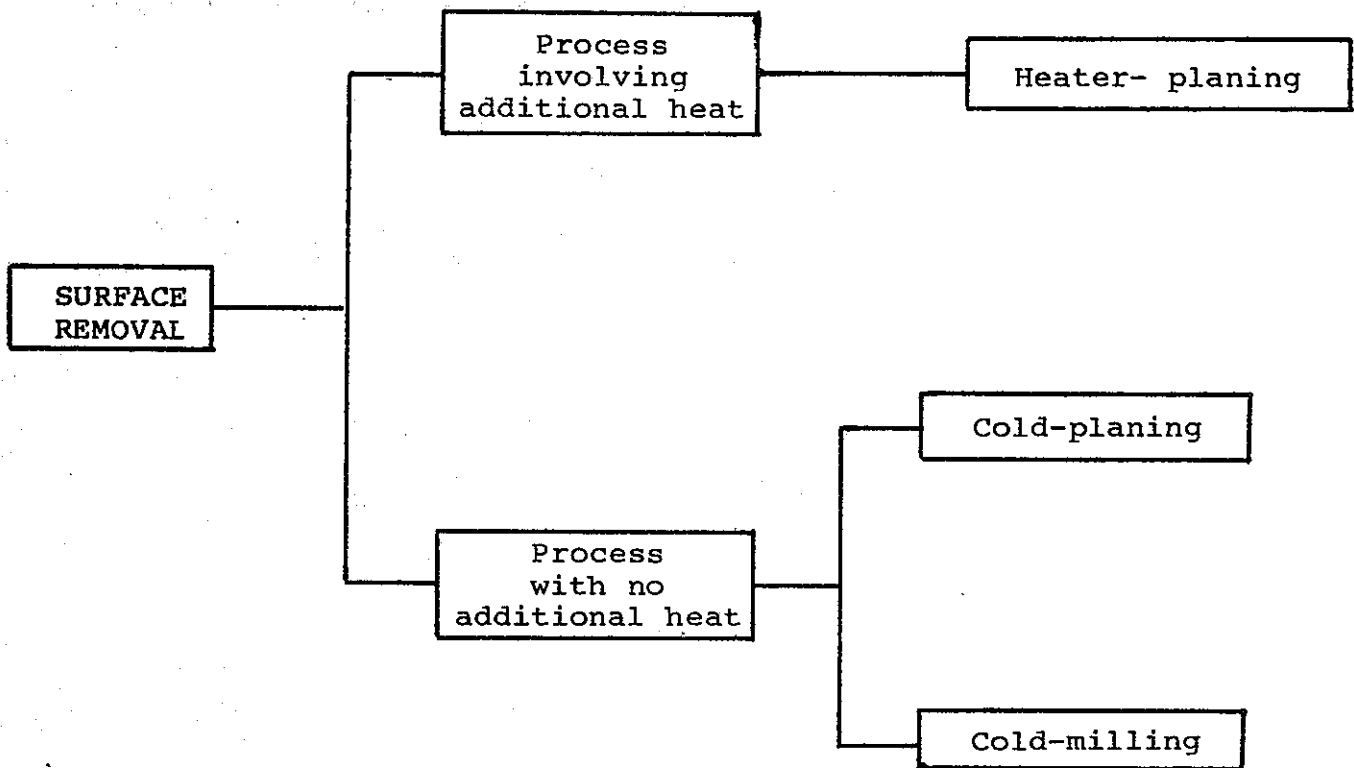 Process
involving
additional heat
Heater- planing
SURFACE
REMOVAL
Cold-planing
Process
with no
additional heat
Cold-milling